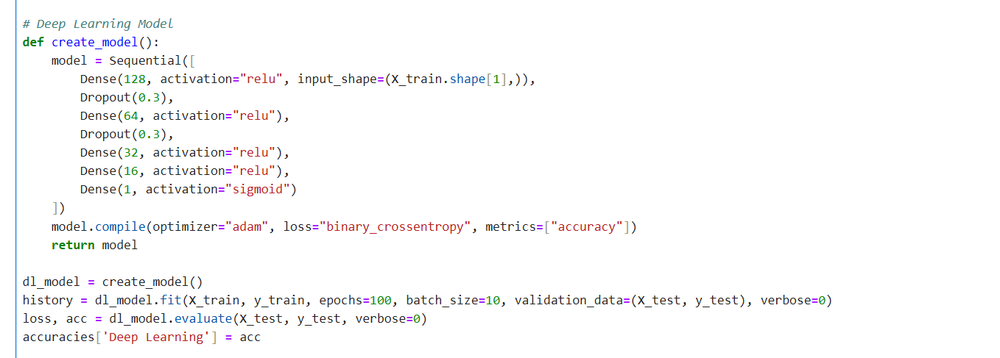 # Deep Learning Model
def create_model():
    model = Sequential([
        Dense(128, activation="relu", input_shape=(X_train.shape[1],)),
        Dropout(0.3),
        Dense(64, activation="relu"),
        Dropout(0.3),
        Dense(32, activation="relu"),
        Dense(16, activation="relu"),
        Dense(1, activation="sigmoid")
    ])
    model.compile(optimizer="adam", loss="binary_crossentropy", metrics=["accuracy"])
    return model

dl_model = create_model()
history = dl_model.fit(X_train, y_train, epochs=100, batch_size=10, validation_data=(X_test, y_test), verbose=0)
loss, acc = dl_model.evaluate(X_test, y_test, verbose=0)
accuracies['Deep Learning'] = acc